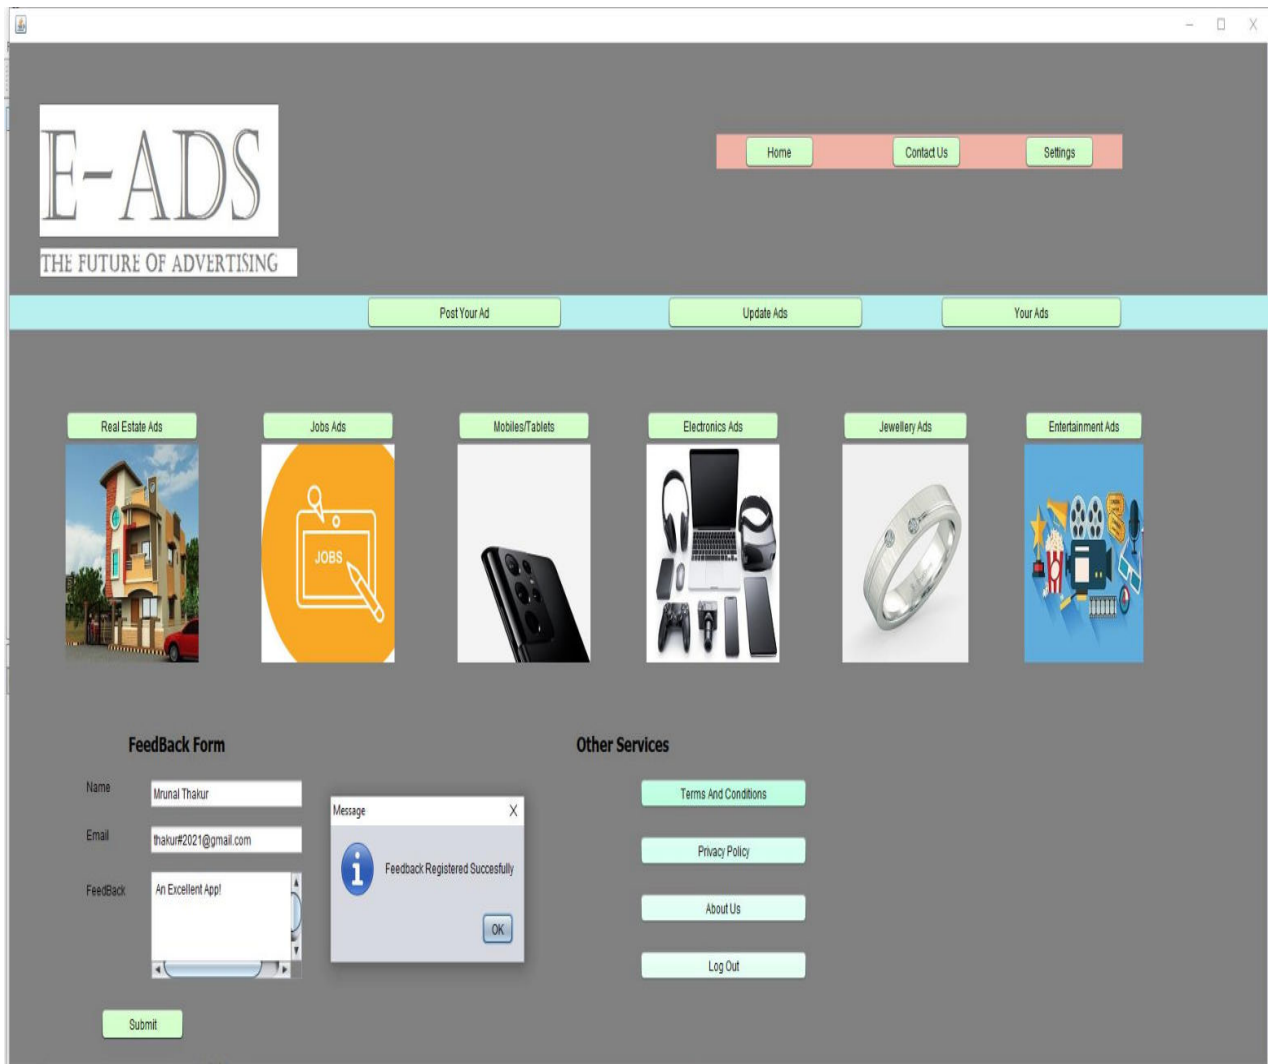 E-ADS
THE FUTURE OF ADVERTISING
Home Contact Us Settings
Post Your Ad Update Ads Your Ads
Real Estate Ads Jobs Ads Mobiles/Tablets Electronics Ads Jewellery Ads Entertainment Ads
JOBS
FeedBack Form
Name Mrunal Thakur
Email thakur#2021@gmail.com
FeedBack An Excellent App!
Submit
Message X
Feedback Registered Succesfully
OK
Other Services
Terms And Conditions
Privacy Policy
About Us
Log Out